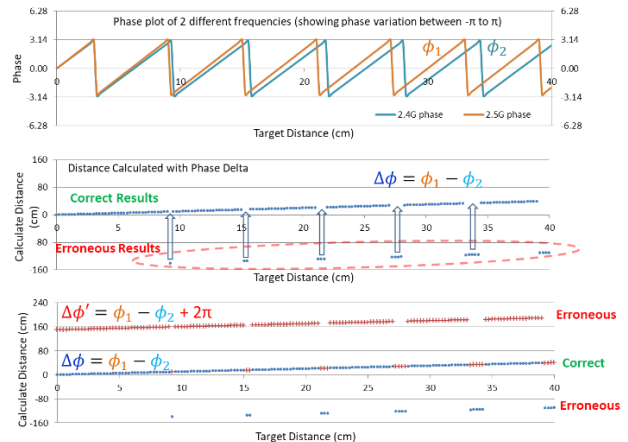 Phase plot of 2 different frequencies (showing phase variation between -π to π)
6.28
3.14
0.00
-3.14
-6.28
Phase
6.28
3.14
0.00
-3.14
-6.28
0 10 20 30 40
ϕ1 ϕ2
2.4G phase 2.5G phase
Target Distance (cm)
Distance Calculated with Phase Delta
Δϕ = ϕ1 − ϕ2
Correct Results
Erroneous Results
Calculate Distance
(cm)
160
80
0
80
160
0 5 10 15 20 25 30 35 40
Target Distance (cm)
Δϕ′ = ϕ1 − ϕ2 + 2π
Erroneous
Δϕ = ϕ1 − ϕ2
Correct
Erroneous
Calculate Distance (cm)
240
160
80
0
-80
-160
0 5 10 15 20 25 30 35 40
Target Distance (cm)